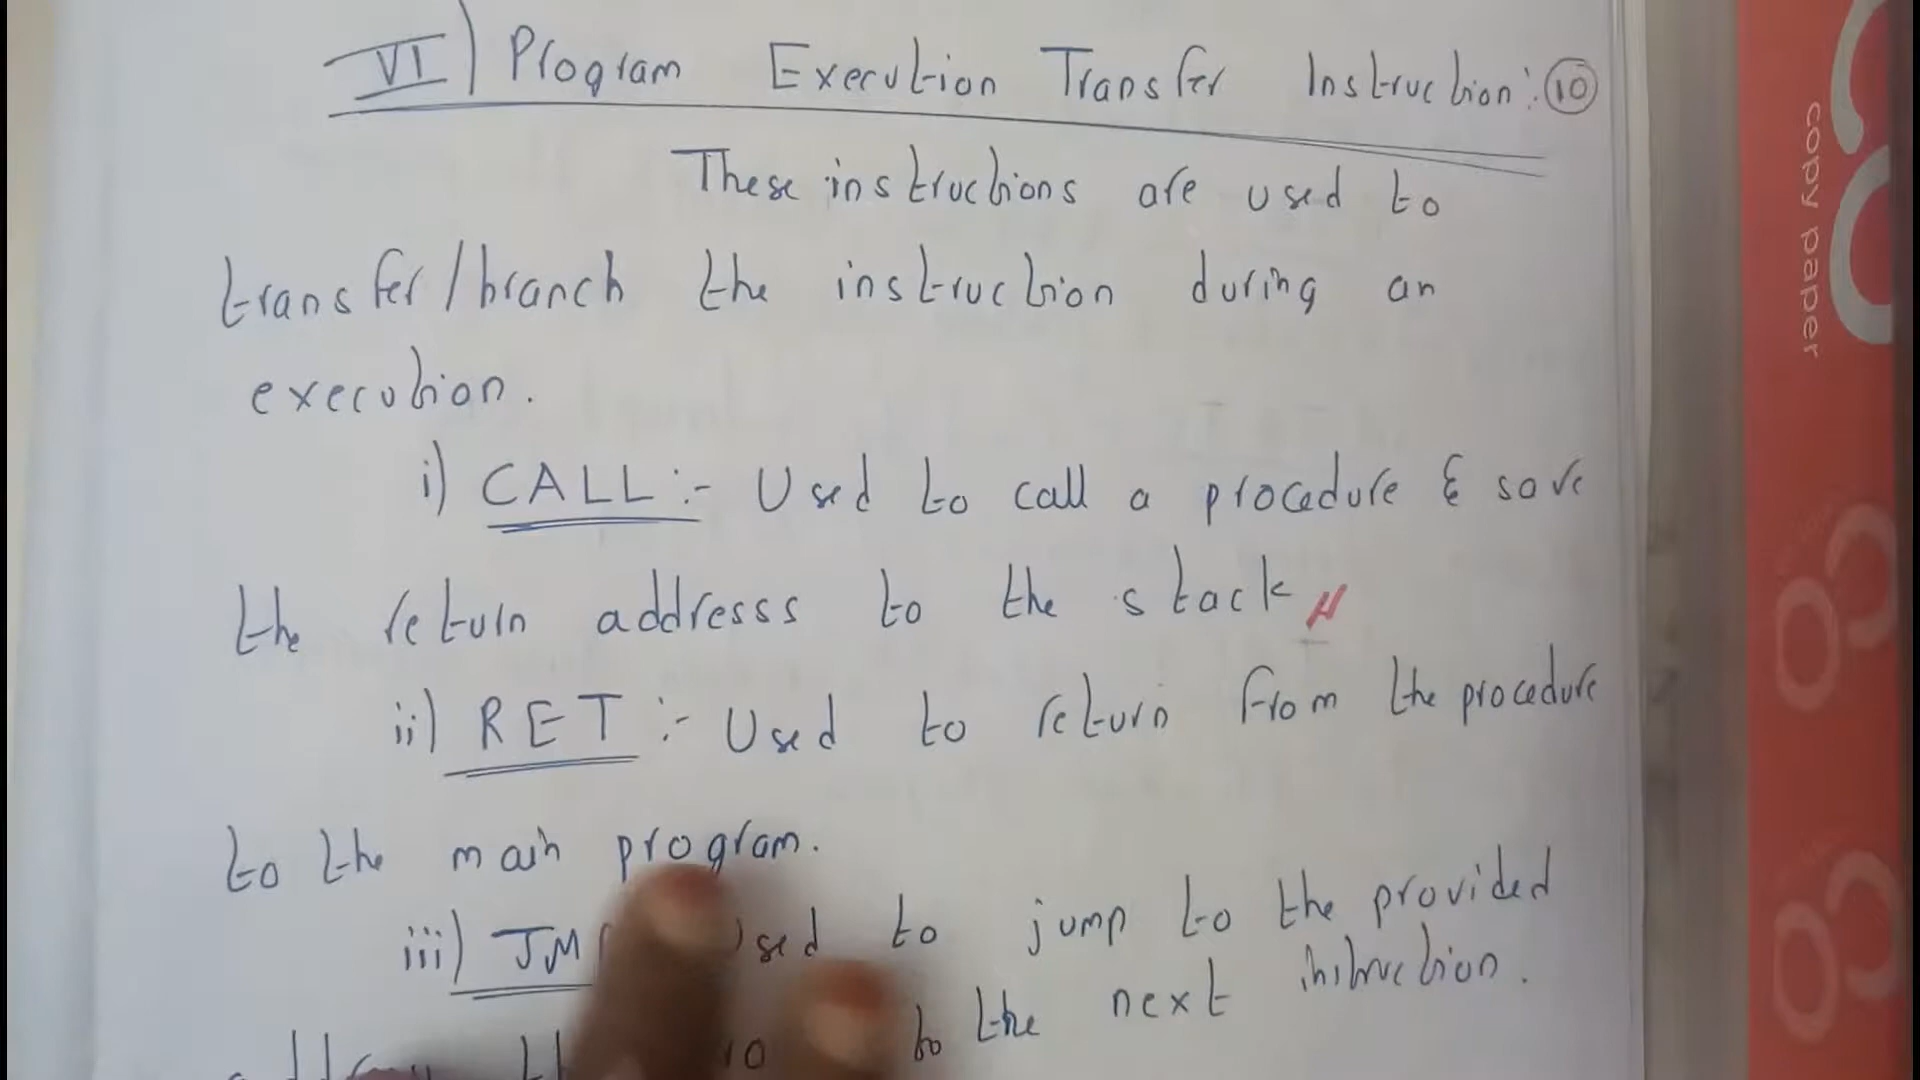 VI) Program Execution Transfer Instruction: 10
These instructions are used to
transfer/branch the instruction during an
execution.
i) CALL :- Used to call a procedure & save
the return addresss to the stack
ii) RET :- Used to return from the procedure
to the main program.
iii) JM to jump to the provided
to the next instruction.
copy paper